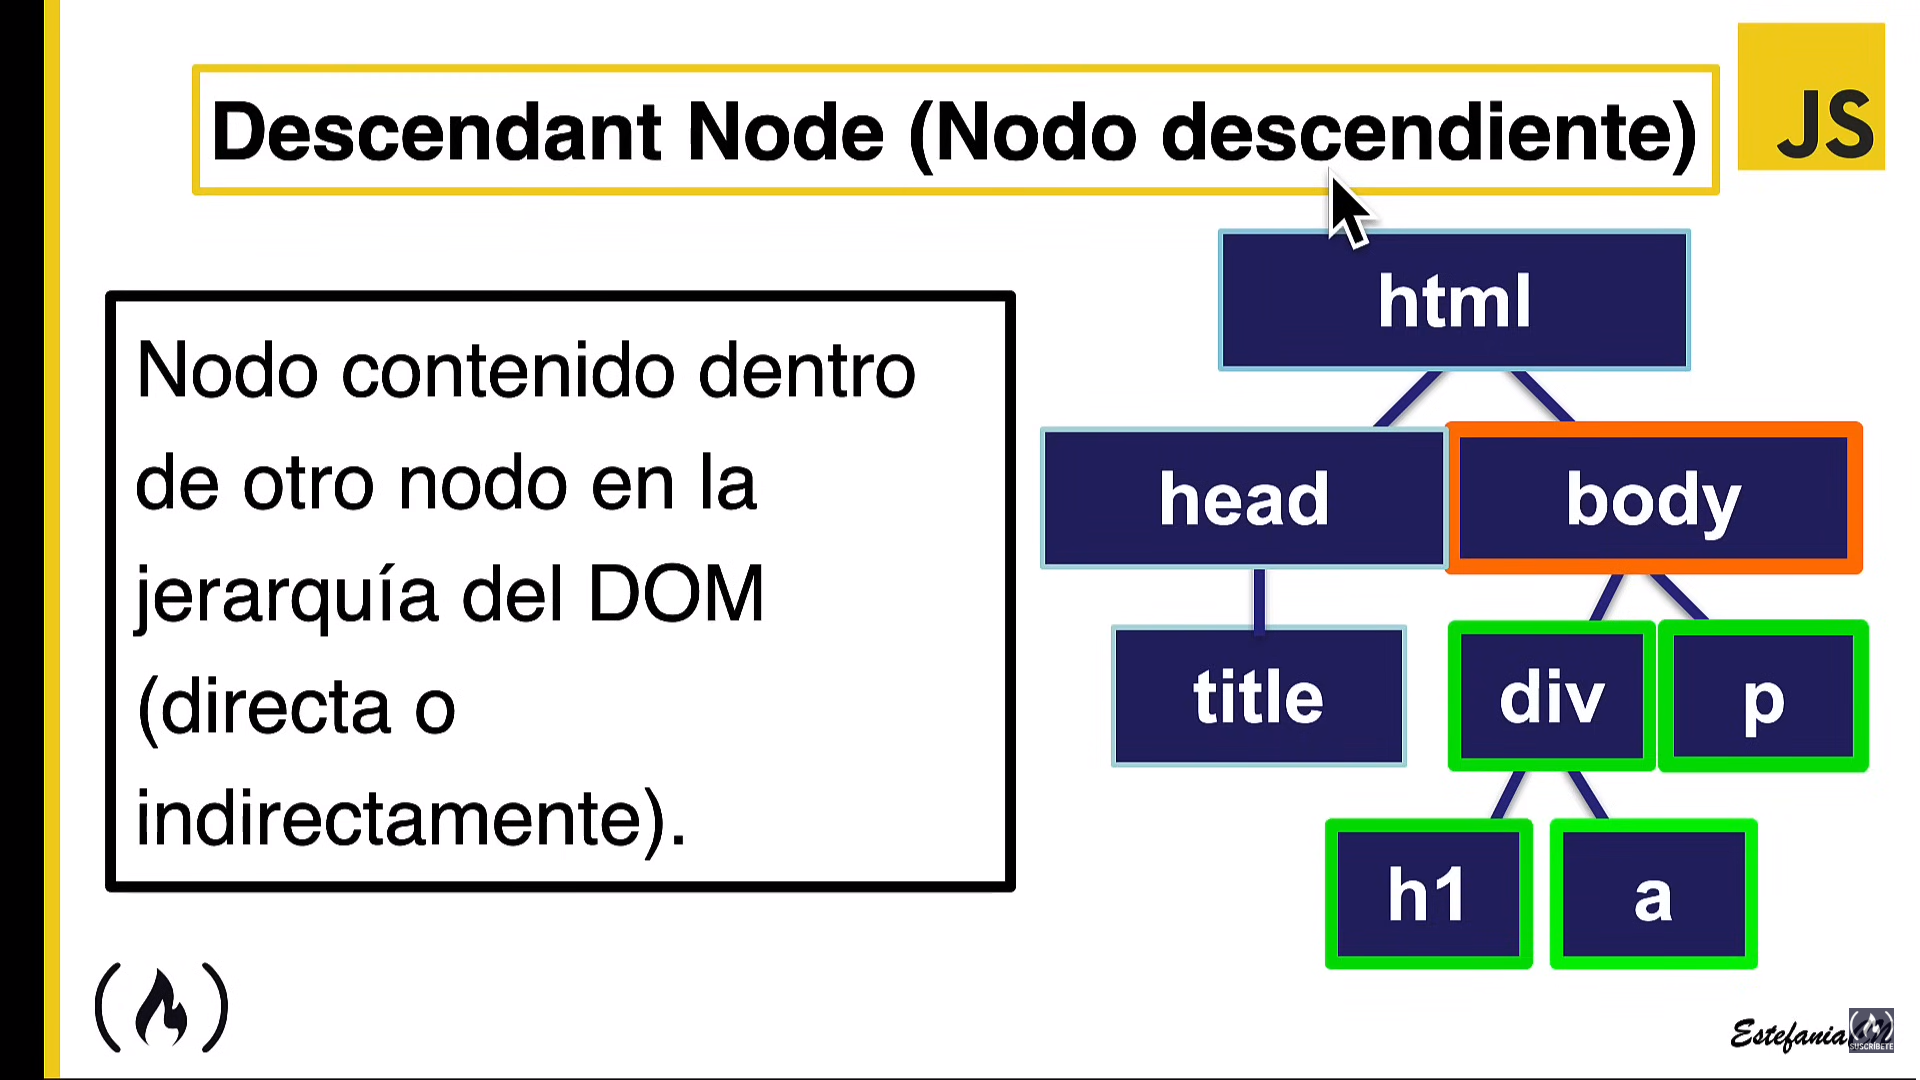 Descendant Node (Nodo descendiente)
JS
Nodo contenido dentro
de otro nodo en la
jerarquía del DOM
(directa o
indirectamente).
html
head
body
title
div
p
h1
a
Estefania
SUSCRÍBETE